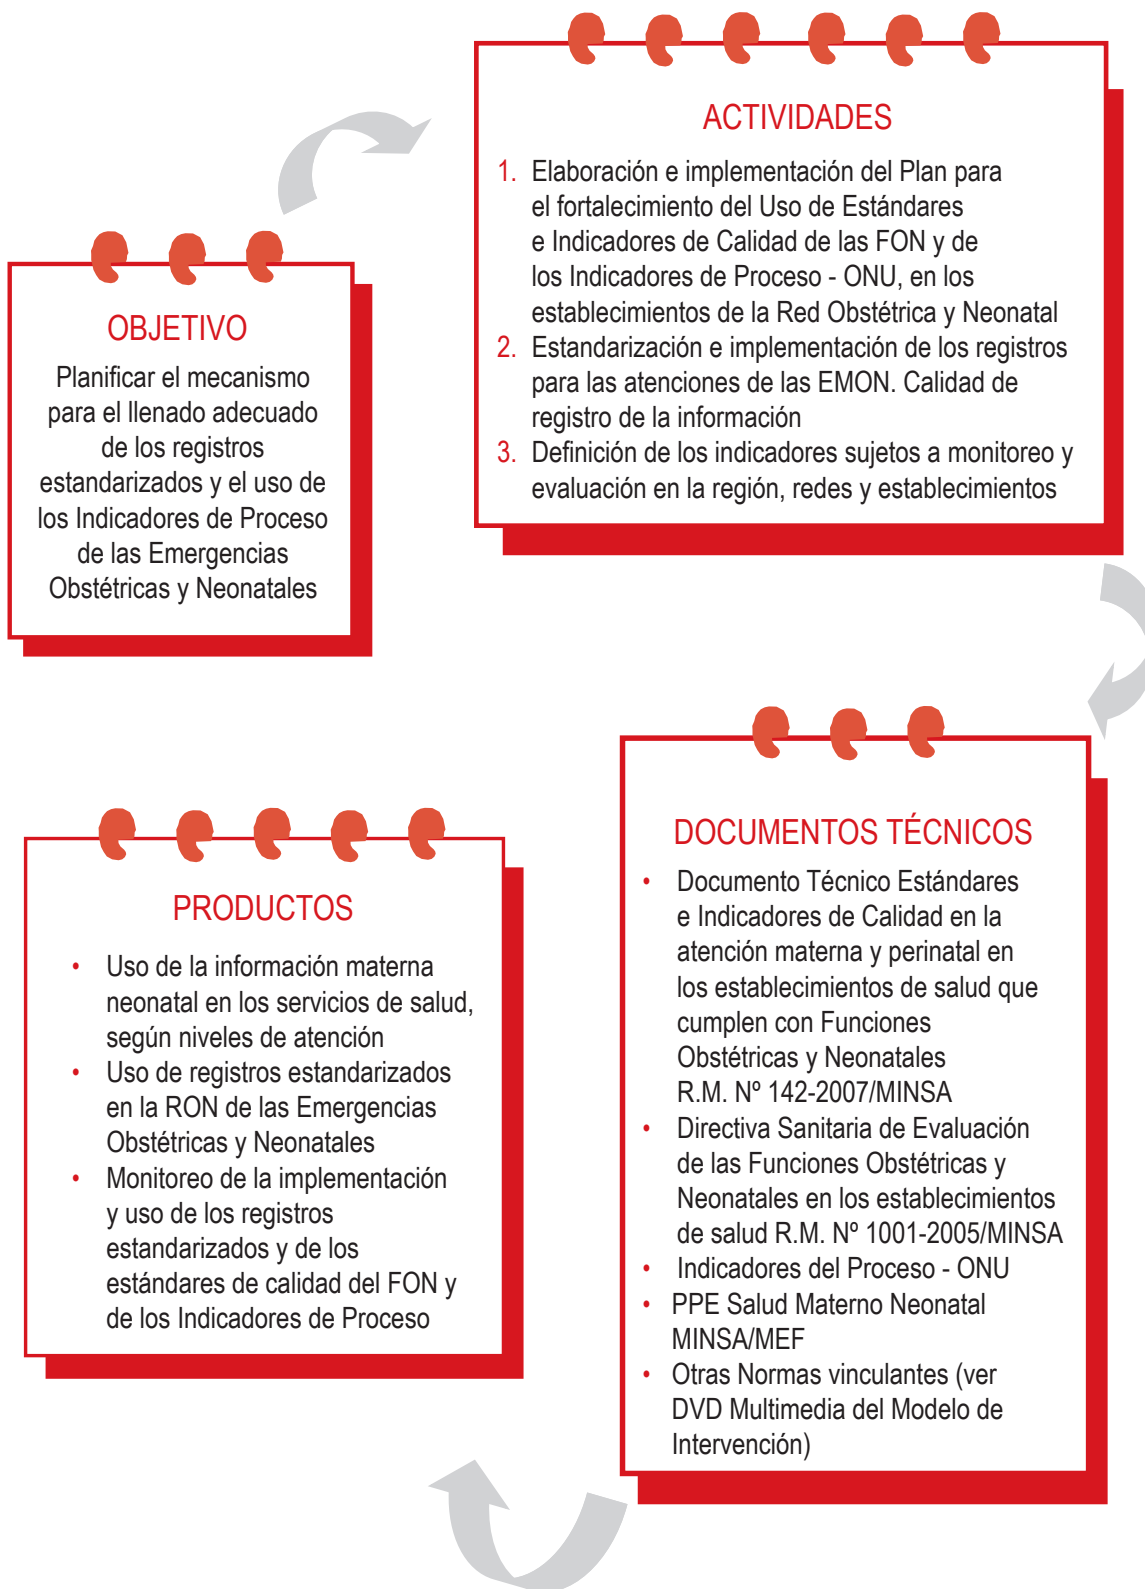 OBJETIVO
Planificar el mecanismo
para el llenado adecuado
de los registros
estandarizados y el uso de
los Indicadores de Proceso
de las Emergencias
Obstétricas y Neonatales
ACTIVIDADES
1. Elaboración e implementación del Plan para
el fortalecimiento del Uso de Estándares
e Indicadores de Calidad de las FON y de
los Indicadores de Proceso - ONU, en los
establecimientos de la Red Obstétrica y Neonatal
2. Estandarización e implementación de los registros
para las atenciones de las EMON. Calidad de
registro de la información
3. Definición de los indicadores sujetos a monitoreo y
evaluación en la región, redes y establecimientos
DOCUMENTOS TÉCNICOS
• Documento Técnico Estándares
e Indicadores de Calidad en la
atención materna y perinatal en
los establecimientos de salud que
cumplen con Funciones
Obstétricas y Neonatales
R.M. Nº 142-2007/MINSA
• Directiva Sanitaria de Evaluación
de las Funciones Obstétricas y
Neonatales en los establecimientos
de salud R.M. Nº 1001-2005/MINSA
• Indicadores del Proceso - ONU
• PPE Salud Materno Neonatal
MINSA/MEF
• Otras Normas vinculantes (ver
DVD Multimedia del Modelo de
Intervención)
PRODUCTOS
• Uso de la información materna
neonatal en los servicios de salud,
según niveles de atención
• Uso de registros estandarizados
en la RON de las Emergencias
Obstétricas y Neonatales
• Monitoreo de la implementación
y uso de los registros
estandarizados y de los
estándares de calidad del FON y
de los Indicadores de Proceso